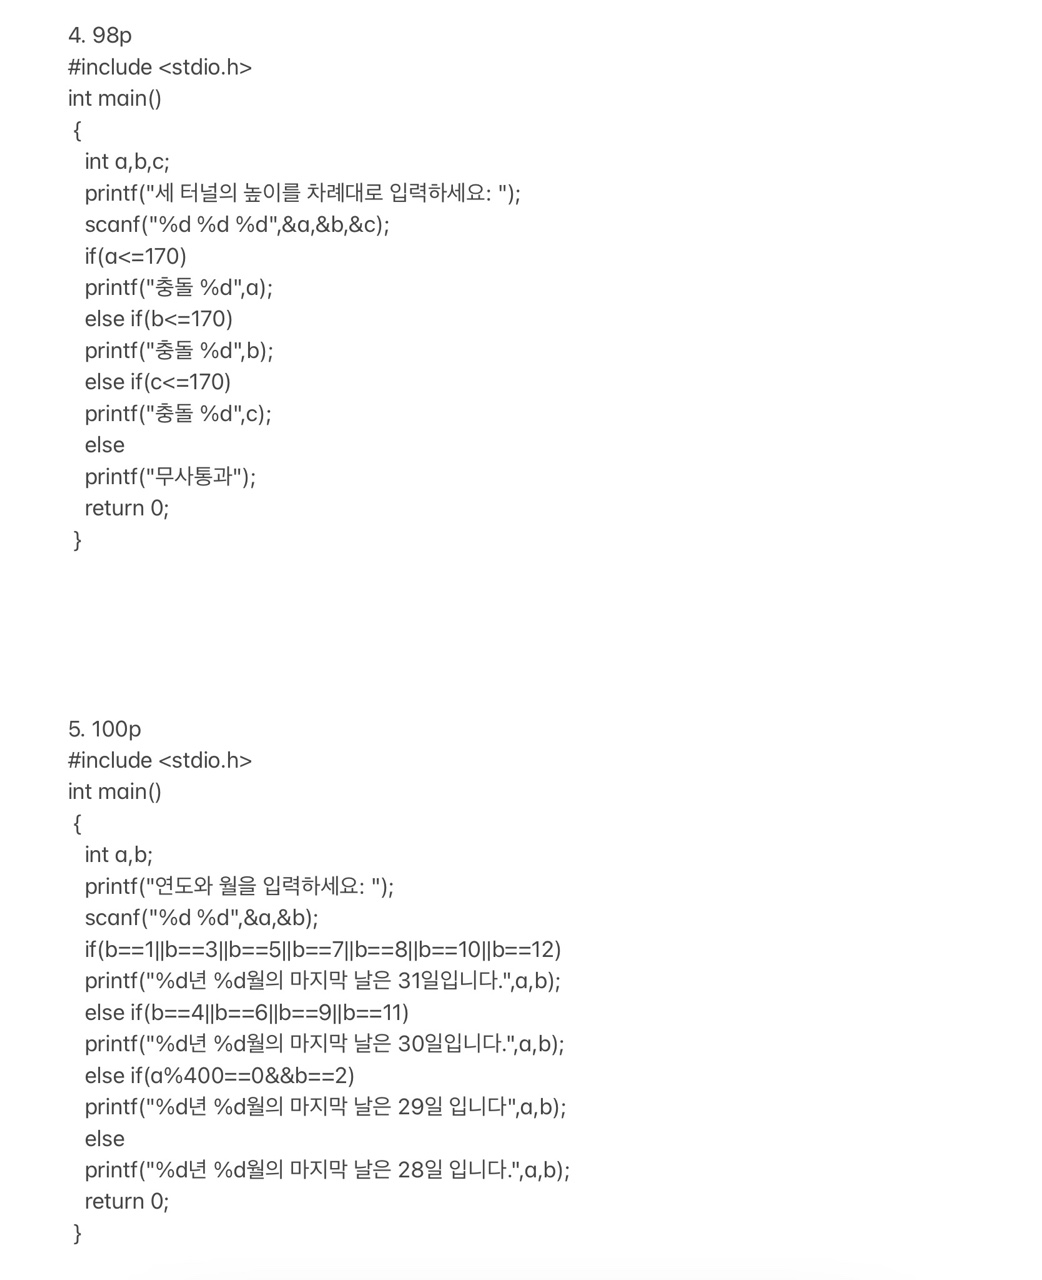 4. 98p
#include <stdio.h>
int main()
{
int a,b,c;
printf("세 터널의 높이를 차례대로 입력하세요: ");
scanf("%d %d %d",&a,&b,&c);
if(a<=170)
printf("충돌 %d",a);
else if(b<=170)
printf("충돌 %d",b);
else if(c<=170)
printf("충돌 %d",c);
else
printf("무사통과");
return 0;
}
5. 100p
#include <stdio.h>
int main()
{
int a,b;
printf("연도와 월을 입력하세요: ");
scanf("%d %d",&a,&b);
if(b==1||b==3||b==5||b==7||b==8||b==10||b==12)
printf("%d년 %d월의 마지막 날은 31일입니다.",a,b);
else if(b==4||b==6||b==9||b==11)
printf("%d년 %d월의 마지막 날은 30일입니다.",a,b);
else if(a%400==0&&b==2)
printf("%d년 %d월의 마지막 날은 29일 입니다",a,b);
else
printf("%d년 %d월의 마지막 날은 28일 입니다.",a,b);
return 0;
}